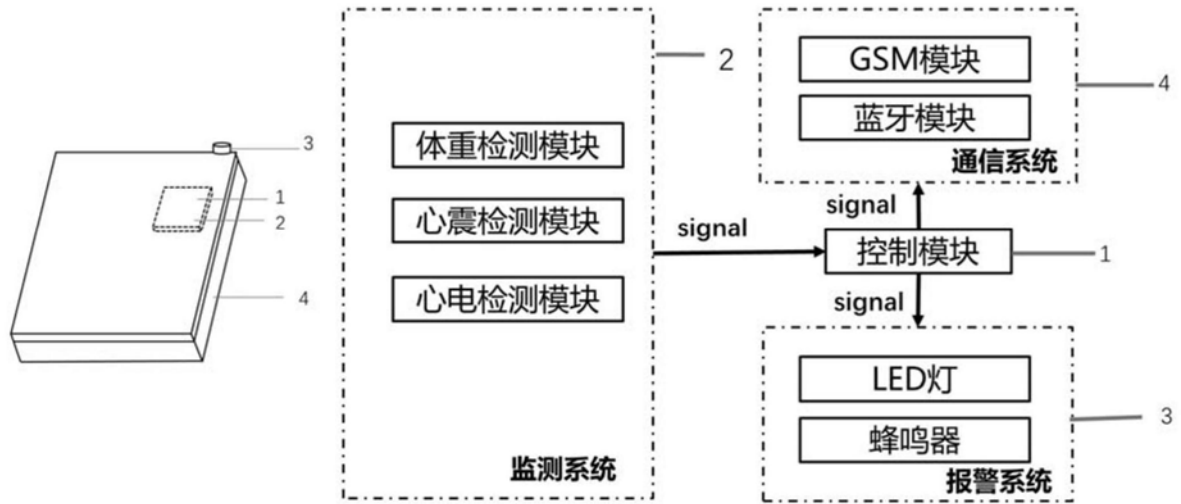 3
1
2
4
体重检测模块
心震检测模块
心电检测模块
监测系统
2
signal
GSM模块
蓝牙模块
通信系统
4
signal
控制模块
1
signal
LED灯
蜂鸣器
报警系统
3